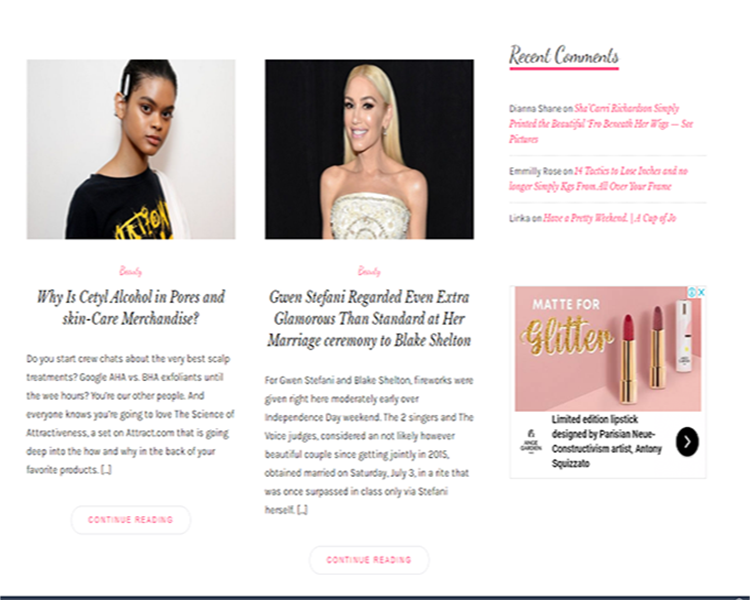 Beauty
Why Is Cetyl Alcohol in Pores and
skin-Care Merchandise?
Do you start crew chats about the very best scalp
treatments? Google AHA vs. BHA exfoliants until
the wee hours? You're our other people. And
everyone knows you're going to love The Science of
Attractiveness, a set on Attract.com that is going
deep into the how and why in the back of your
favorite products. [...]
CONTINUE READING
Beauty
Gwen Stefani Regarded Even Extra
Glamorous Than Standard at Her
Marriage ceremony to Blake Shelton
For Gwen Stefani and Blake Shelton, fireworks were
given right here moderately early over
Independence Day weekend. The 2 singers and The
Voice judges, considered an not likely however
beautiful couple since getting jointly in 2015,
obtained married on Saturday, July 3, in a rite that
was once surpassed in class only via Stefani
herself. [...]
CONTINUE READING
Recent Comments
Dianna Share on Sha'Carri Richardson Simply
Printed the Beautiful 'Fro Beneath Her Wigs — See
Pictures
Emmilly Rose on 14 Tactics to Lose Inches and no
longer Simply Kgs From All Over Your Frame
Linka on Have a Pretty Weekend. | A Cup of Jo
MATTE FOR
Glitter
ANGE
GARDEN
Limited edition lipstick
designed by Parisian Neue-
Constructivism artist, Antony
Squizzato